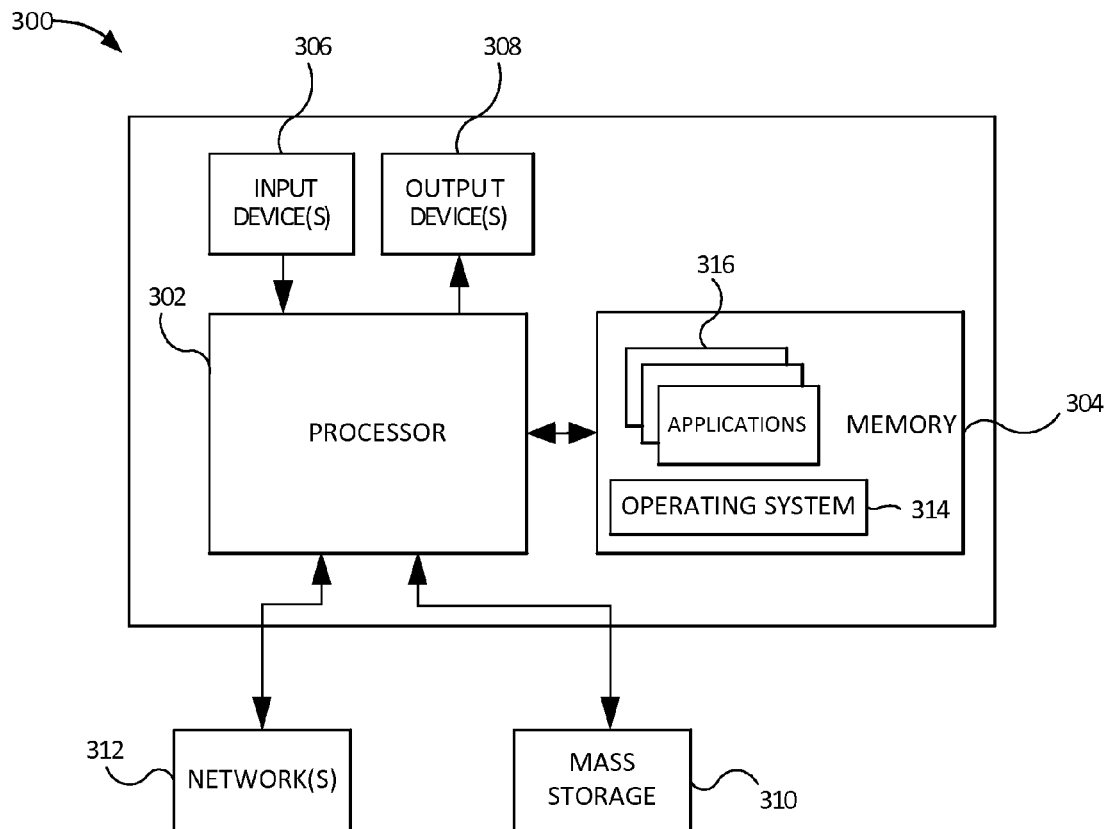 300
306
308
INPUT
DEVICE(S)
OUTPUT
DEVICE(S)
302
316
PROCESSOR
APPLICATIONS
MEMORY
304
OPERATING SYSTEM
314
312
NETWORK(S)
MASS
STORAGE
310